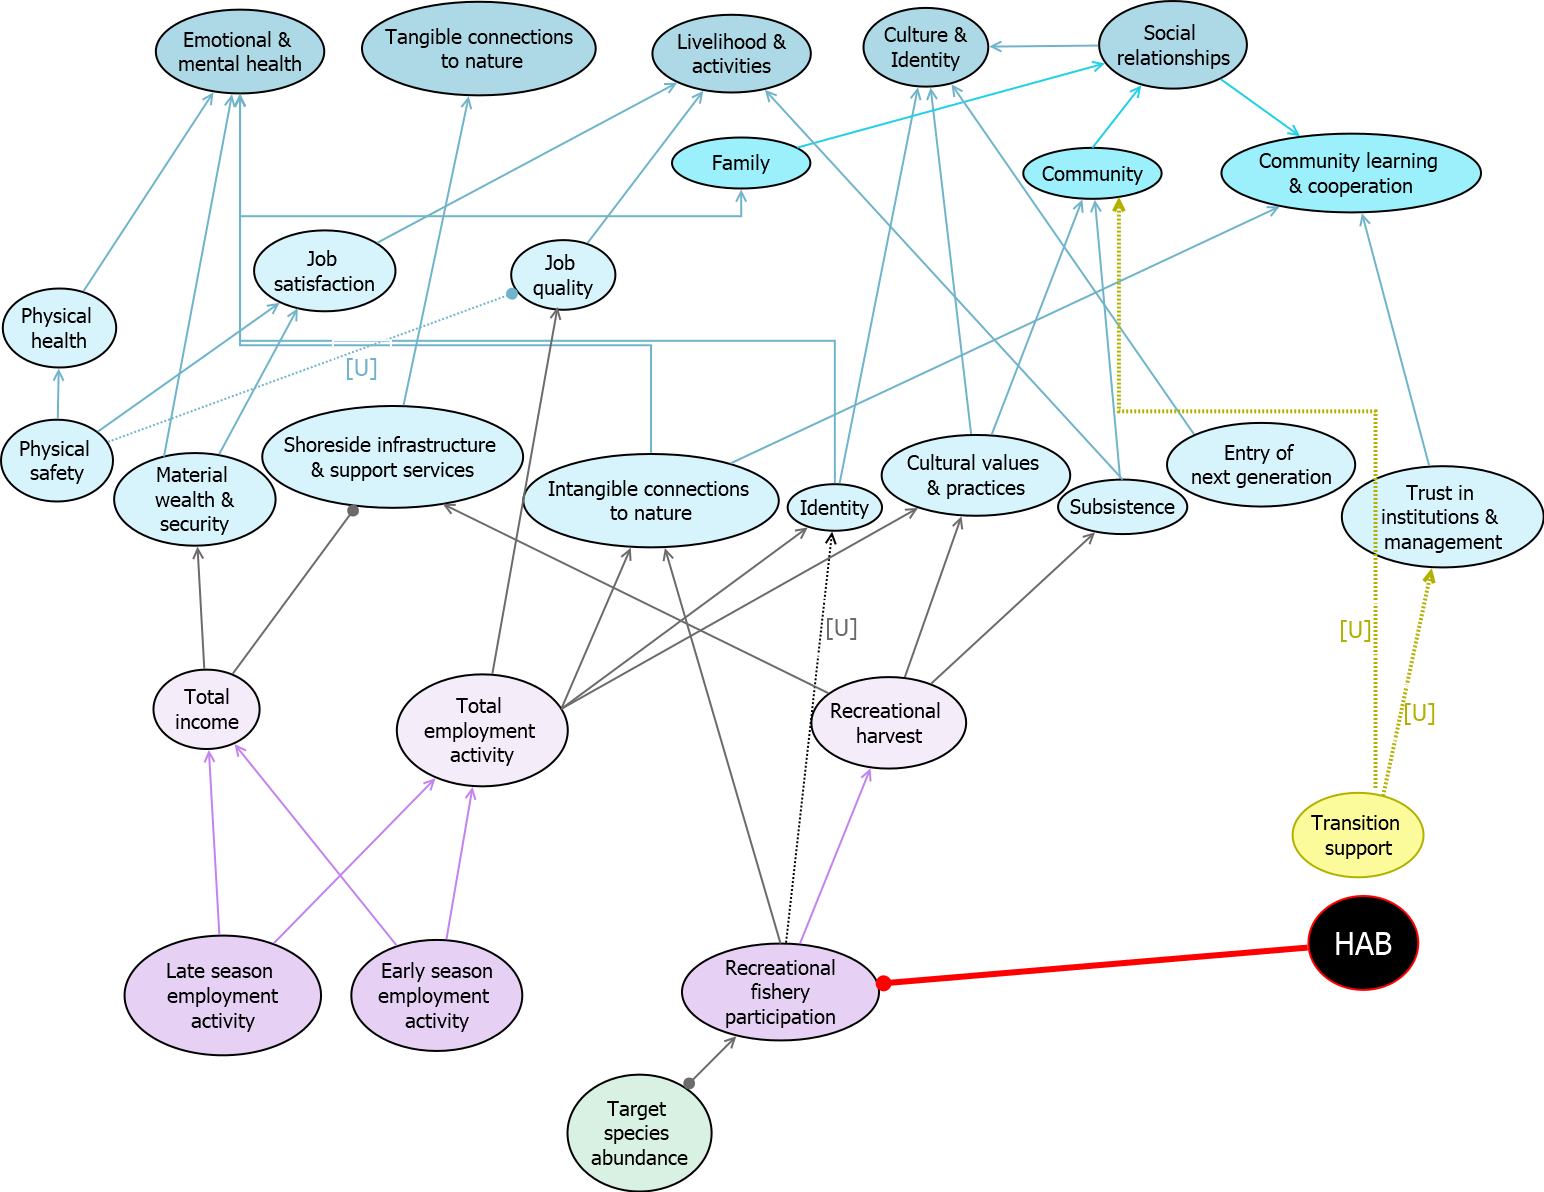 Emotional &
mental health
Tangible connections
to nature
Livelihood &
activities
Culture &
Identity
Social
relationships
Family
Community
Community learning
& cooperation
Job
satisfaction
Job
quality
Physical
health
[U]
Physical
safety
Material
wealth &
security
Shoreside infrastructure
& support services
Intangible connections
to nature
Identity
Cultural values
& practices
Subsistence
Entry of
next generation
Trust in
institutions &
management
[U]
[U]
[U]
Total
income
Total
employment
activity
Recreational
harvest
Transition
support
HAB
Late season
employment
activity
Early season
employment
activity
Recreational
fishery
participation
Target
species
abundance